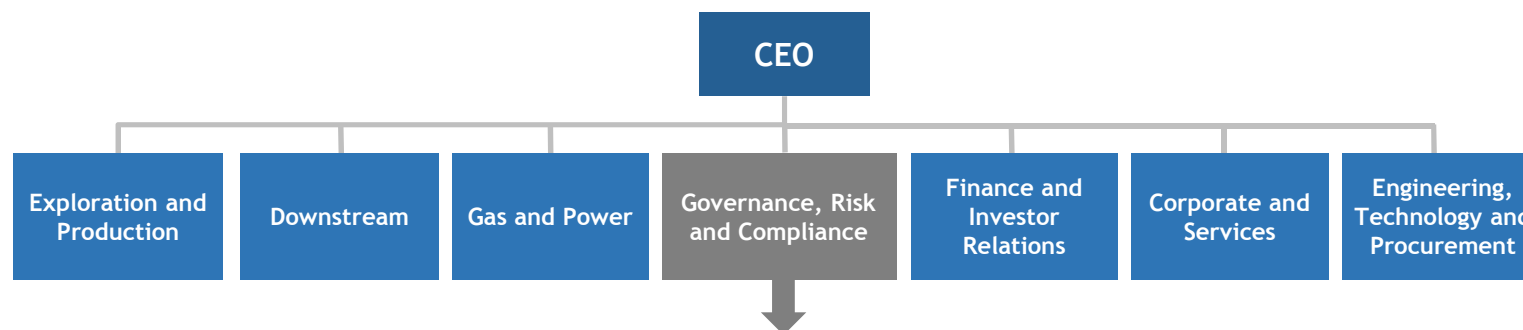 CEO
Exploration and
Production
Downstream
Gas and Power
Governance, Risk
and Compliance
Finance and
Investor
Relations
Corporate and
Services
Engineering,
Technology and
Procurement